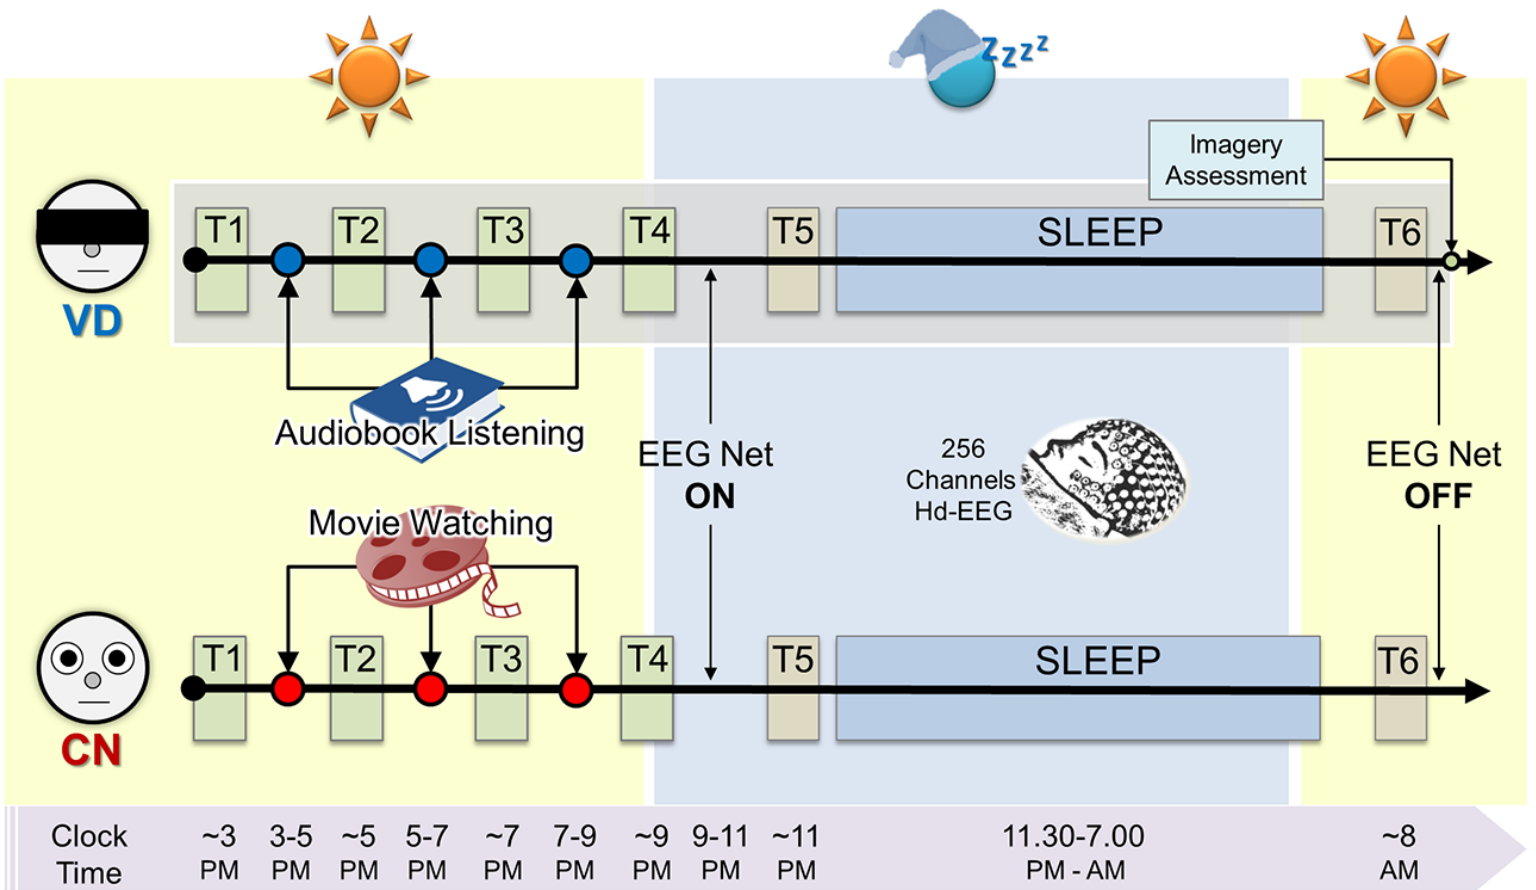 Z z z z
Imagery
Assessment
T1 T2 T3 T4 T5 SLEEP T6
VD
Audiobook Listening
EEG Net
ON
256
Channels
Hd-EEG
EEG Net
OFF
Movie Watching
T1 T2 T3 T4 T5 SLEEP T6
CN
Clock
Time
~3
PM
3-5
PM
~5
PM
5-7
PM
~7
PM
7-9
PM
~9
PM
9-11
PM
~11
PM
11.30-7.00
PM - AM
~8
AM